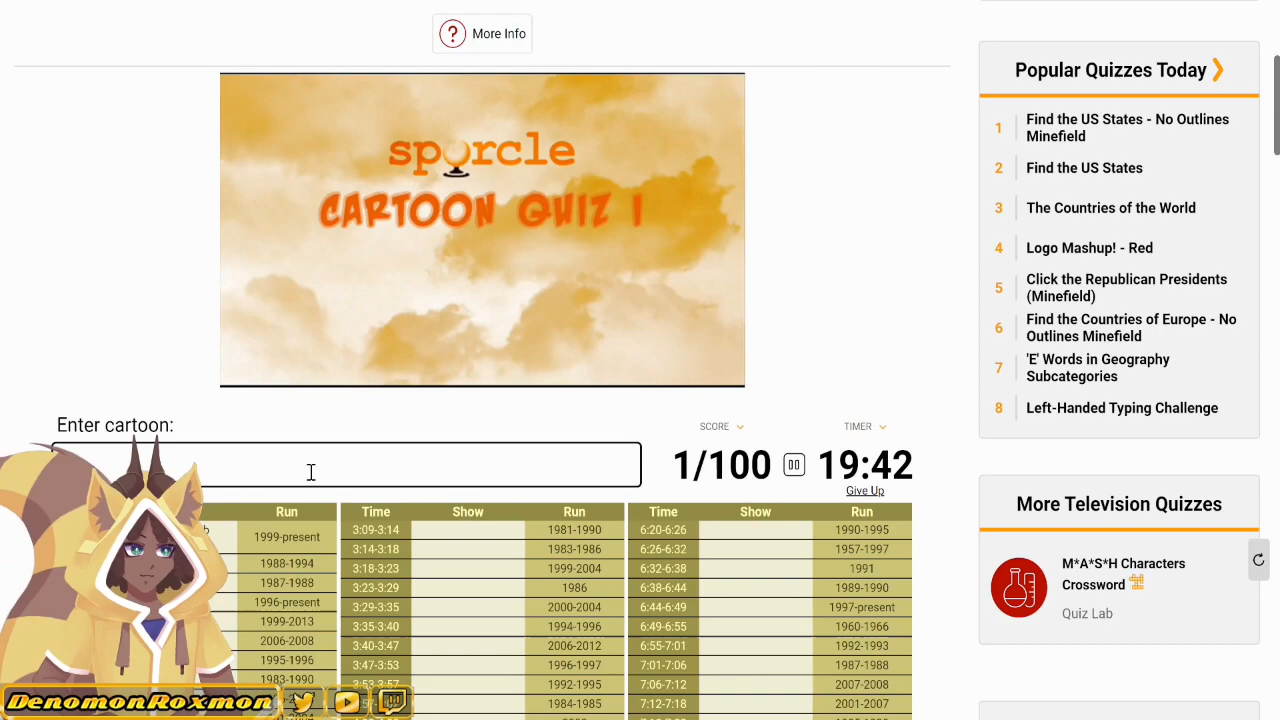 More Info
sporcle
CARTOON QUIZ 1
Enter cartoon:
SCORE
TIMER
1/100
19:42
Give Up
Run
1999-present
1988-1994
1987-1988
1996-present
1999-2013
2006-2008
1995-1996
1983-1990
Time Show Run
3:09-3:14 1981-1990
3:14-3:18 1983-1986
3:18-3:23 1999-2004
3:23-3:29 1986
3:29-3:35 2000-2004
3:35-3:40 1994-1996
3:40-3:47 2006-2012
3:47-3:53 1996-1997
3:53-3:57 1992-1995
1984-1985
Time Show Run
6:20-6:26 1990-1995
6:26-6:32 1957-1997
6:32-6:38 1991
6:38-6:44 1989-1990
6:44-6:49 1997-present
6:49-6:55 1960-1966
6:55-7:01 1992-1993
7:01-7:06 1987-1988
7:06-7:12 2007-2008
7:12-7:18 2001-2007
DenomonRoxmon
Popular Quizzes Today
1 Find the US States - No Outlines
Minefield
2 Find the US States
3 The Countries of the World
4 Logo Mashup! - Red
5 Click the Republican Presidents
(Minefield)
6 Find the Countries of Europe - No
Outlines Minefield
7 'E' Words in Geography
Subcategories
8 Left-Handed Typing Challenge
More Television Quizzes
M*A*S*H Characters
Crossword
Quiz Lab